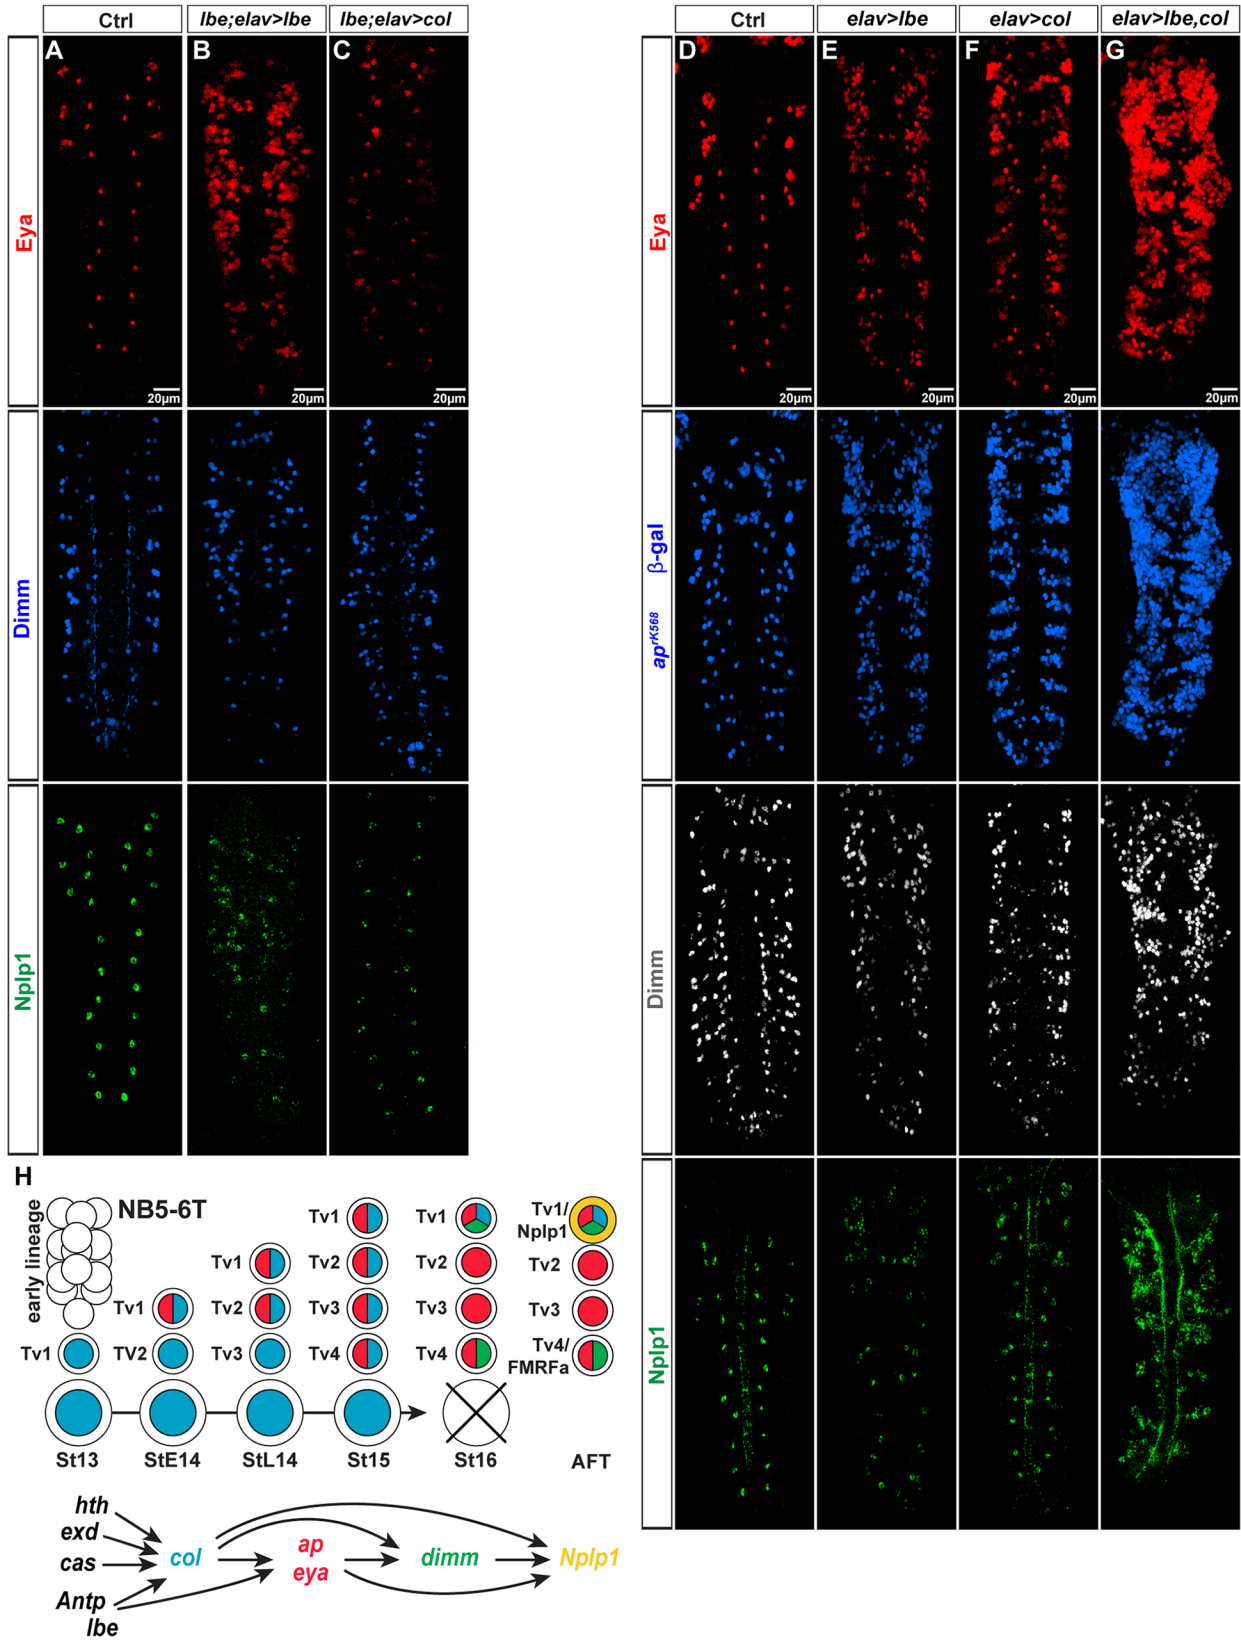 Ctrl
lbe;elav>lbe
lbe;elav>col
A
B
C
Eya
20µm
20µm
20µm
Dimm
Nplp1
Ctrl
elav>lbe
elav>col
elav>lbe,col
D
E
F
G
Eya
20µm
20µm
20µm
20µm
ap^rK568 β-gal
Dimm
Nplp1
H
early lineage
NB5-6T
Tv1
Tv1
Tv1/
Nplp1
Tv1
Tv2
Tv2
Tv2
Tv1
Tv2
Tv3
Tv3
Tv3
Tv1
TV2
Tv3
Tv4
Tv4
Tv4/
FMRFa
St13
StE14
StL14
St15
St16
AFT
hth
exd
cas
Antp
lbe
col
ap
eya
dimm
Nplp1